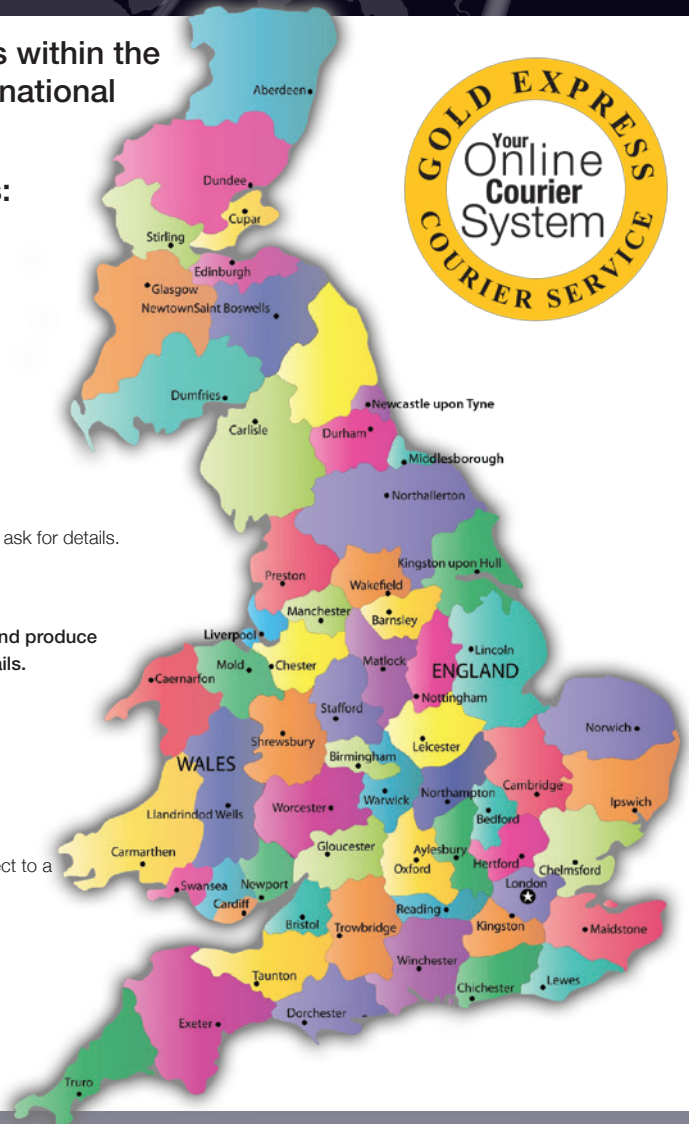 s within the
national
s:
ask for details.
nd produce
ails.
ect to a
GOLD EXPRESS
COURIER SERVICE
Your
Online
Courier
System
Aberdeen
Dundee
Cupar
Stirling
Edinburgh
Glasgow
NewtownSaint Boswells
Dumfries
Newcastle upon Tyne
Carlisle
Durham
Middlesborough
Northallerton
Kingston upon Hull
Preston
Wakefield
Manchester
Barnsley
Liverpool
Lincoln
Mold
Chester
Matlock
ENGLAND
Caernarfon
Nottingham
Stafford
Norwich
Shrewsbury
Leicester
WALES
Birmingham
Cambridge
Worcester
Warwick
Northampton
Ipswich
Llandrindod Wells
Bedford
Gloucester
Aylesbury
Carmarthen
Oxford
Hertford
Chelmsford
Swansea
Newport
London
Cardiff
Reading
Bristol
Trowbridge
Kingston
Maidstone
Winchester
Taunton
Chichester
Lewes
Dorchester
Exeter
Truro